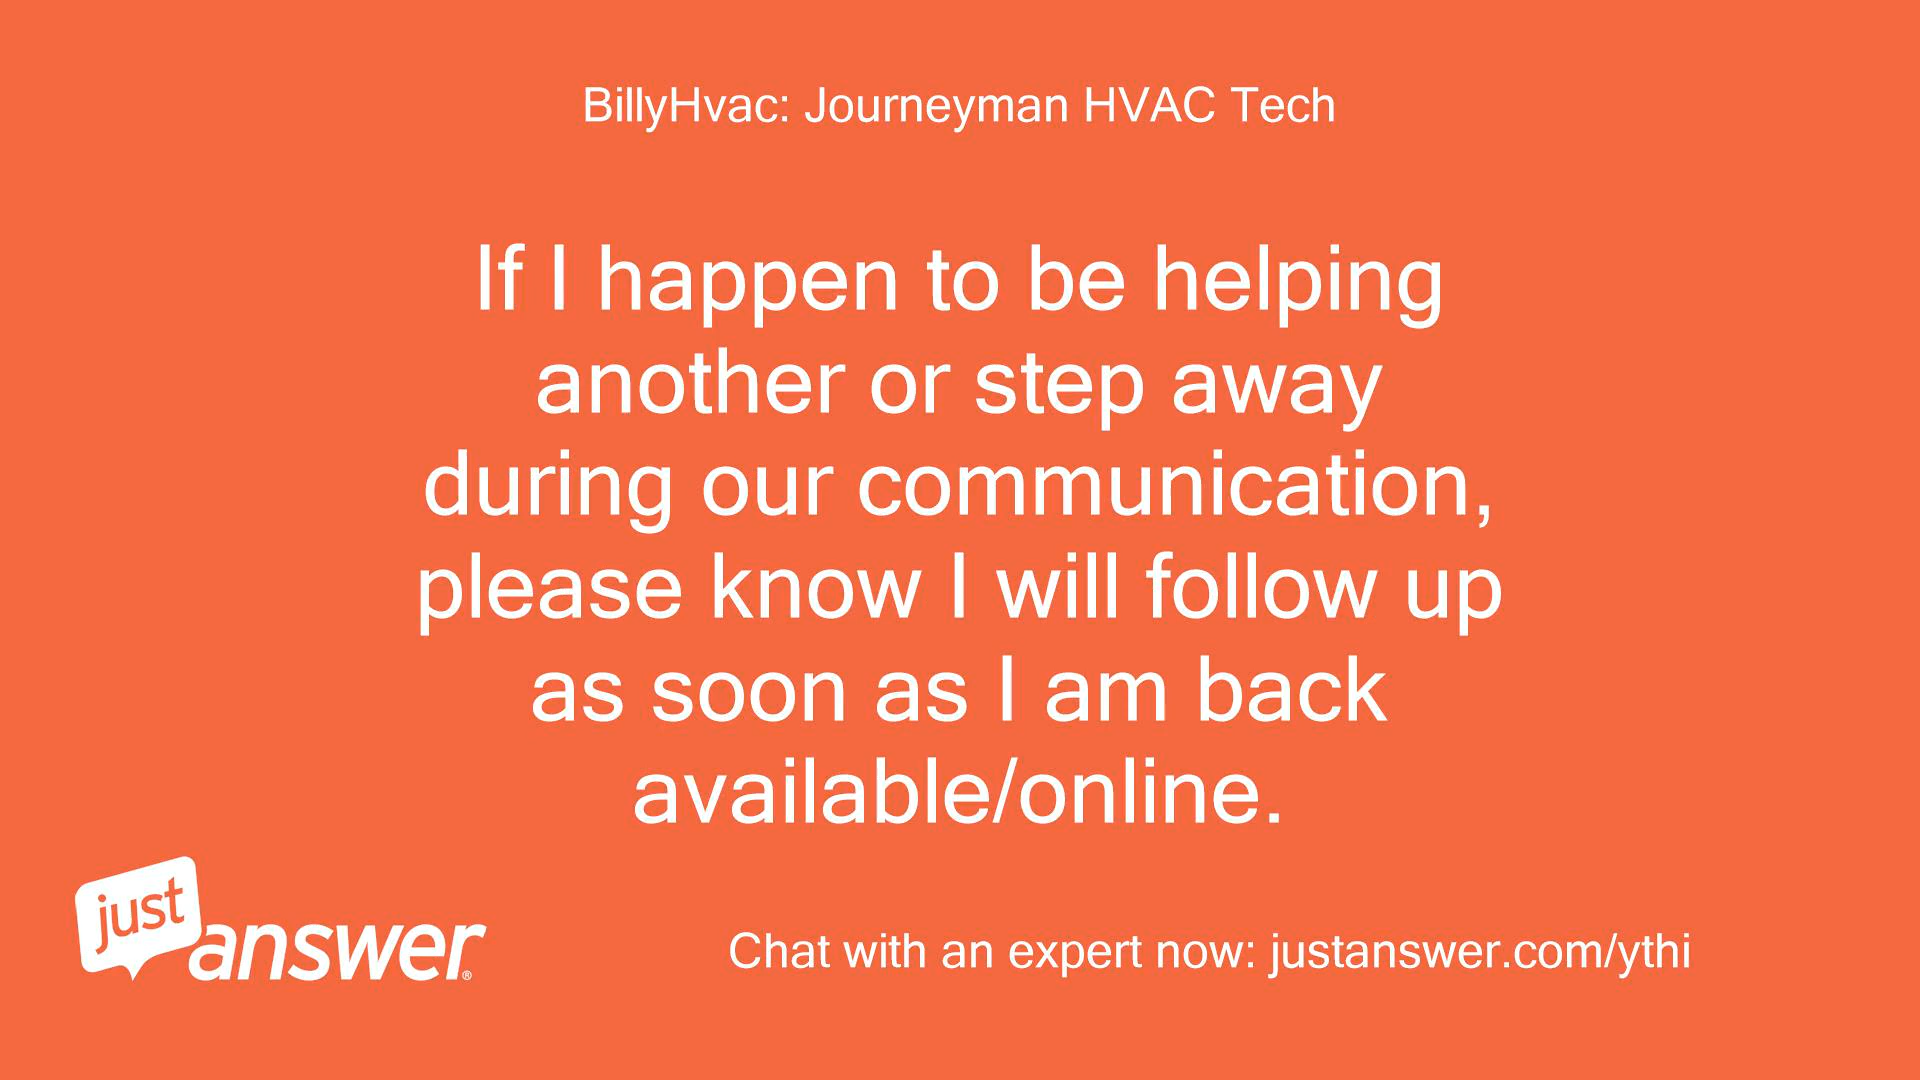 BillyHvac: Journeyman HVAC Tech
If I happen to be helping
another or step away
during our communication,
please know I will follow up
as soon as I am back
available/online.
just
answer®
Chat with an expert now: justanswer.com/ythi